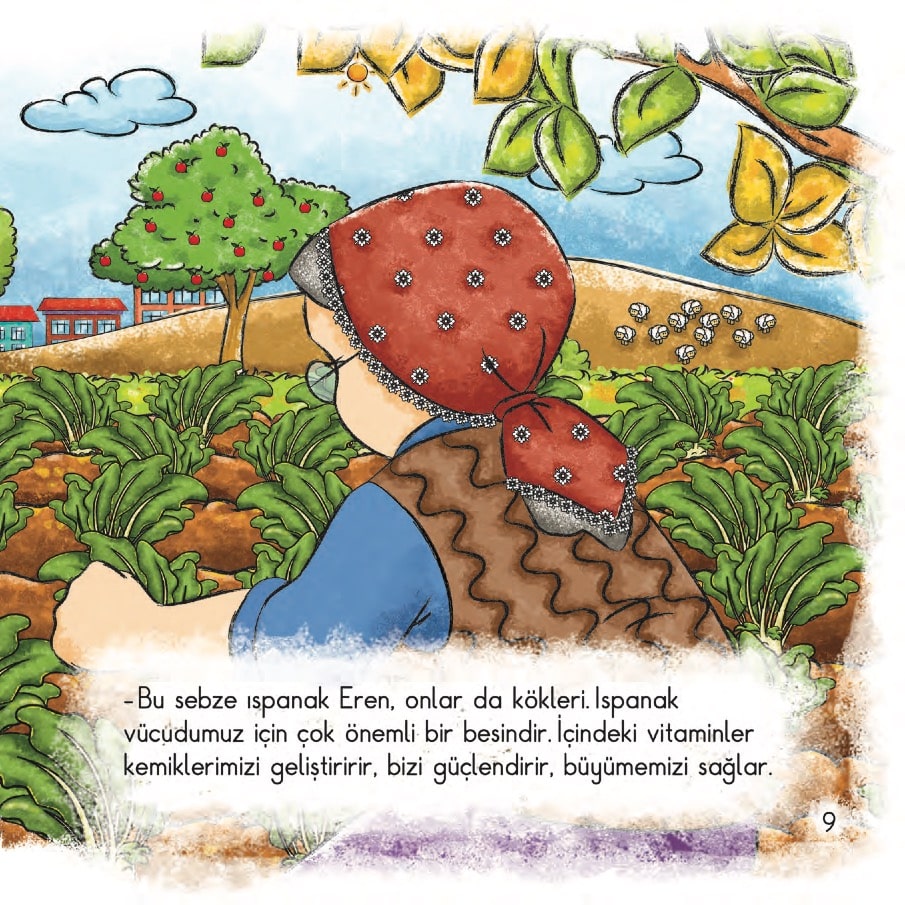 -Bu sebze ıspanak Eren, onlar da kökleri. Ispanak
vücudumuz için çok önemli bir besindir. İçindeki vitaminler
kemiklerimizi geliştirir, bizi güçlendirir, büyümemizi sağlar.
9